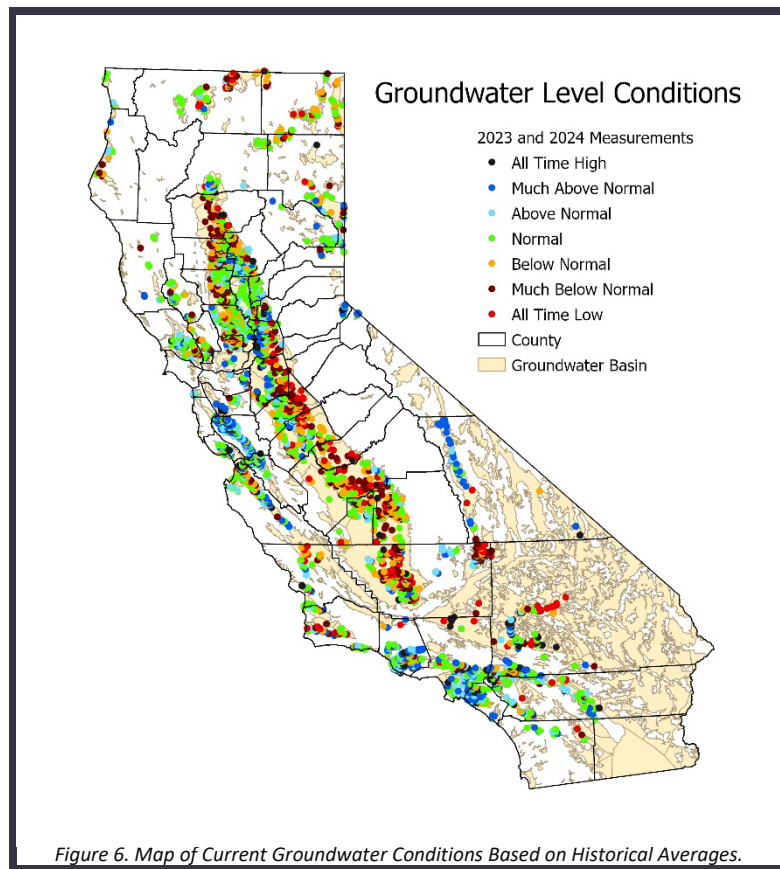 Groundwater Level Conditions
2023 and 2024 Measurements
All Time High
Much Above Normal
Above Normal
Normal
Below Normal
Much Below Normal
All Time Low
County
Groundwater Basin
Figure 6. Map of Current Groundwater Conditions Based on Historical Averages.